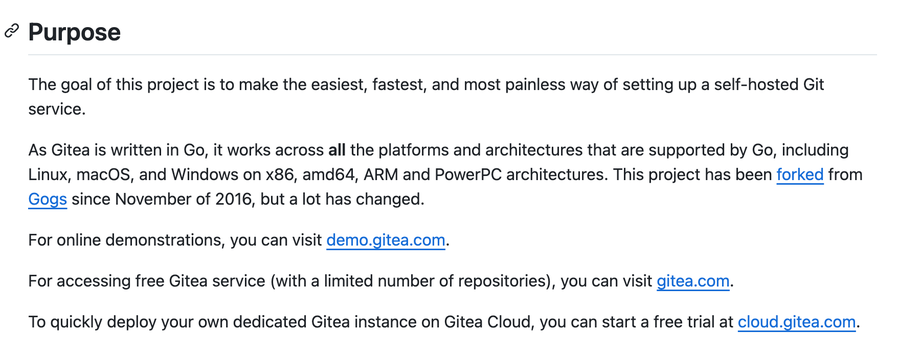 Purpose
The goal of this project is to make the easiest, fastest, and most painless way of setting up a self-hosted Git
service.
As Gitea is written in Go, it works across all the platforms and architectures that are supported by Go, including
Linux, macOS, and Windows on x86, amd64, ARM and PowerPC architectures. This project has been forked from
Gogs since November of 2016, but a lot has changed.
For online demonstrations, you can visit demo.gitea.com.
For accessing free Gitea service (with a limited number of repositories), you can visit gitea.com.
To quickly deploy your own dedicated Gitea instance on Gitea Cloud, you can start a free trial at cloud.gitea.com.